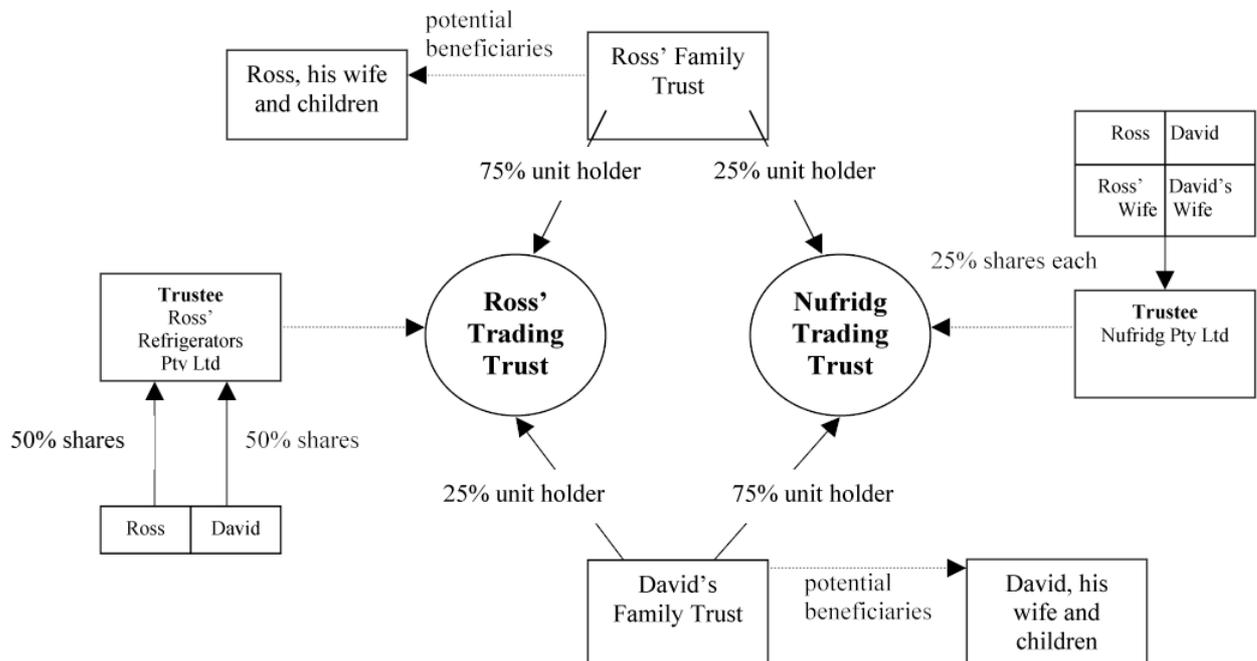 potential
beneficiaries
Ross' Family
Trust
Ross, his wife
and children
75% unit holder
25% unit holder
Ross
David
Ross'
Wife
David's
Wife
25% shares each
Trustee
Ross'
Refrigerators
Ptv Ltd
Ross'
Trading
Trust
Nufridg
Trading
Trust
Trustee
Nufridg Pty Ltd
50% shares
50% shares
Ross
David
25% unit holder
75% unit holder
David's
Family Trust
potential
beneficiaries
David, his
wife and
children